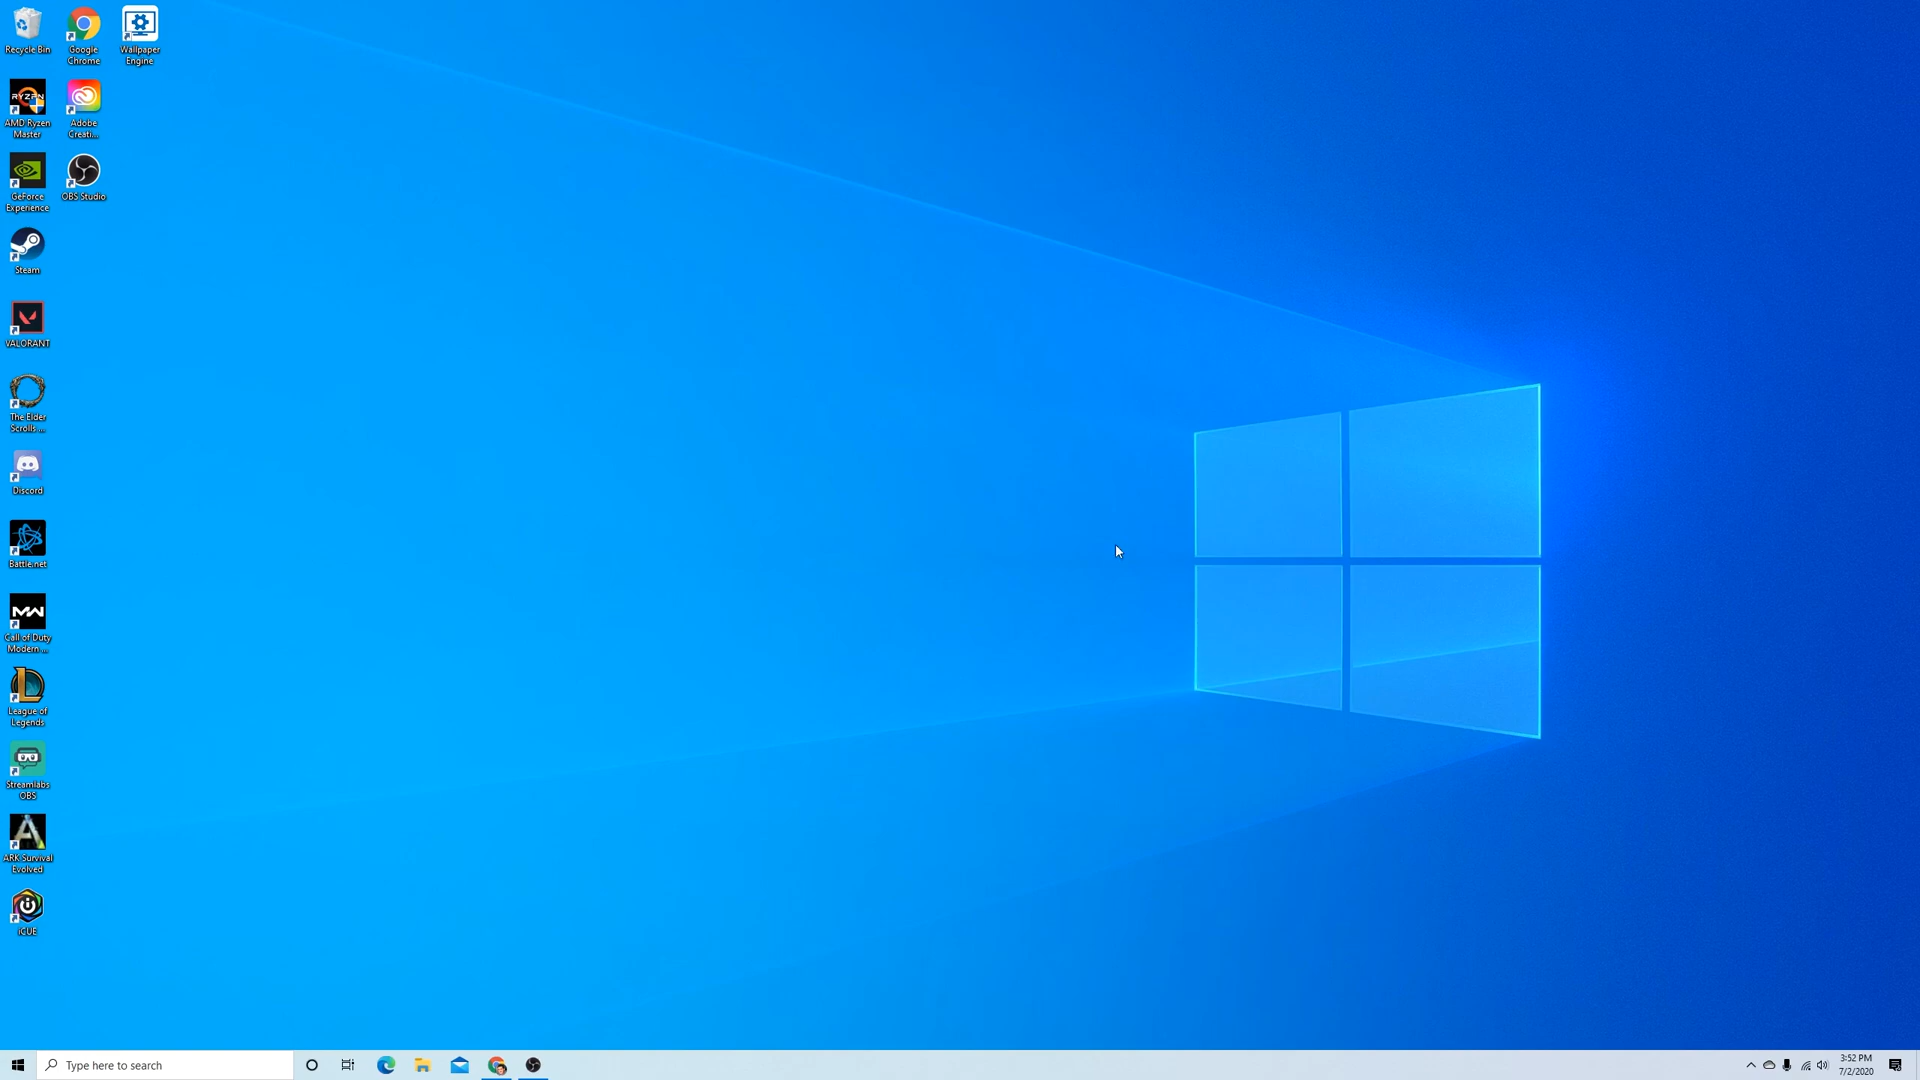 Recycle Bin
Google
Chrome
Wallpaper
Engine
RYZEN
AMD Ryzen
Master
Adobe
Creati...
GeForce
Experience
OBS Studio
Steam
VALORANT
The Elder
Scrolls ...
Discord
Battle.net
MW
Call of Duty
Modern ...
League of
Legends
Streamlabs
OBS
ARK Survival
Evolved
iCUE
Type here to search
3:52 PM
7/2/2020